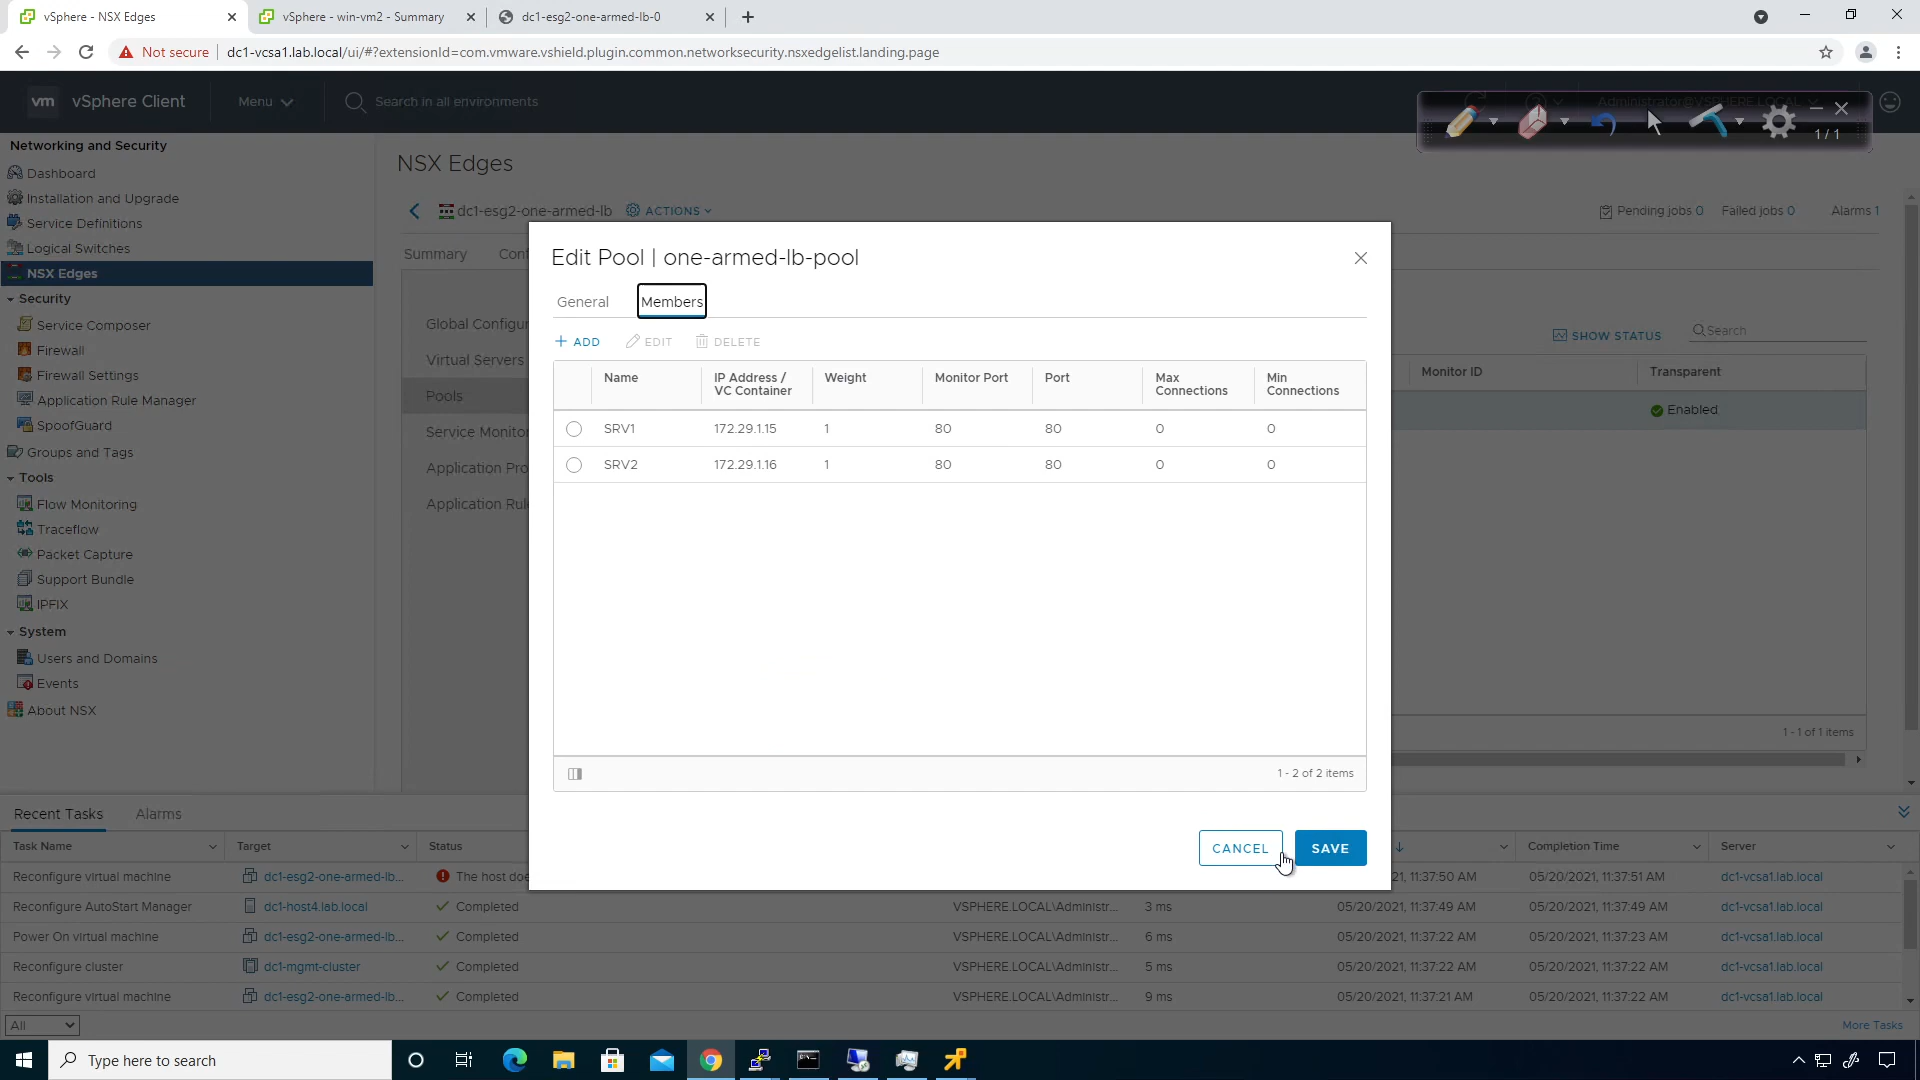 vSphere - NSX Edges
vSphere - win-vm2 - Summary
dc1-esg2-one-armed-lb-0
Not secure
dc1-vcsa1.lab.local/ui/#?extensionId=com.vmware.vshield.plugin.common.networksecurity.nsxedgelist.landing.page
vm vSphere Client
Menu
Search in all environments
Administrator@VSPHERE.LOCAL
1/1
Networking and Security
Dashboard
Installation and Upgrade
Service Definitions
Logical Switches
NSX Edges
Security
Service Composer
Firewall
Firewall Settings
Application Rule Manager
SpoofGuard
Groups and Tags
Tools
Flow Monitoring
Traceflow
Packet Capture
Support Bundle
IPFIX
System
Users and Domains
Events
About NSX
NSX Edges
dc1-esg2-one-armed-lb
ACTIONS
Pending jobs 0
Failed jobs 0
Alarms 1
Summary
Conf
Global Configur
Virtual Servers
Pools
Service Monitor
Application Pro
Application Rul
SHOW STATUS
Search
Monitor ID
Transparent
Enabled
1 - 1 of 1 items
Edit Pool | one-armed-lb-pool
General
Members
+ ADD
EDIT
DELETE
Name
IP Address /
VC Container
Weight
Monitor Port
Port
Max
Connections
Min
Connections
SRV1 172.29.1.15 1 80 80 0 0
SRV2 172.29.1.16 1 80 80 0 0
1 - 2 of 2 items
CANCEL
SAVE
Recent Tasks
Alarms
Task Name
Target
Status
Completion Time
Server
Reconfigure virtual machine dc1-esg2-one-armed-lb... The host doe 21, 11:37:50 AM 05/20/2021, 11:37:51 AM dc1-vcsa1.lab.local
Reconfigure AutoStart Manager dc1-host4.lab.local Completed VSPHERE.LOCAL\Administr... 3 ms 05/20/2021, 11:37:49 AM 05/20/2021, 11:37:49 AM dc1-vcsa1.lab.local
Power On virtual machine dc1-esg2-one-armed-lb... Completed VSPHERE.LOCAL\Administr... 6 ms 05/20/2021, 11:37:22 AM 05/20/2021, 11:37:23 AM dc1-vcsa1.lab.local
Reconfigure cluster dc1-mgmt-cluster Completed VSPHERE.LOCAL\Administr... 5 ms 05/20/2021, 11:37:22 AM 05/20/2021, 11:37:22 AM dc1-vcsa1.lab.local
Reconfigure virtual machine dc1-esg2-one-armed-lb... Completed VSPHERE.LOCAL\Administr... 9 ms 05/20/2021, 11:37:21 AM 05/20/2021, 11:37:22 AM dc1-vcsa1.lab.local
All
More Tasks
Type here to search